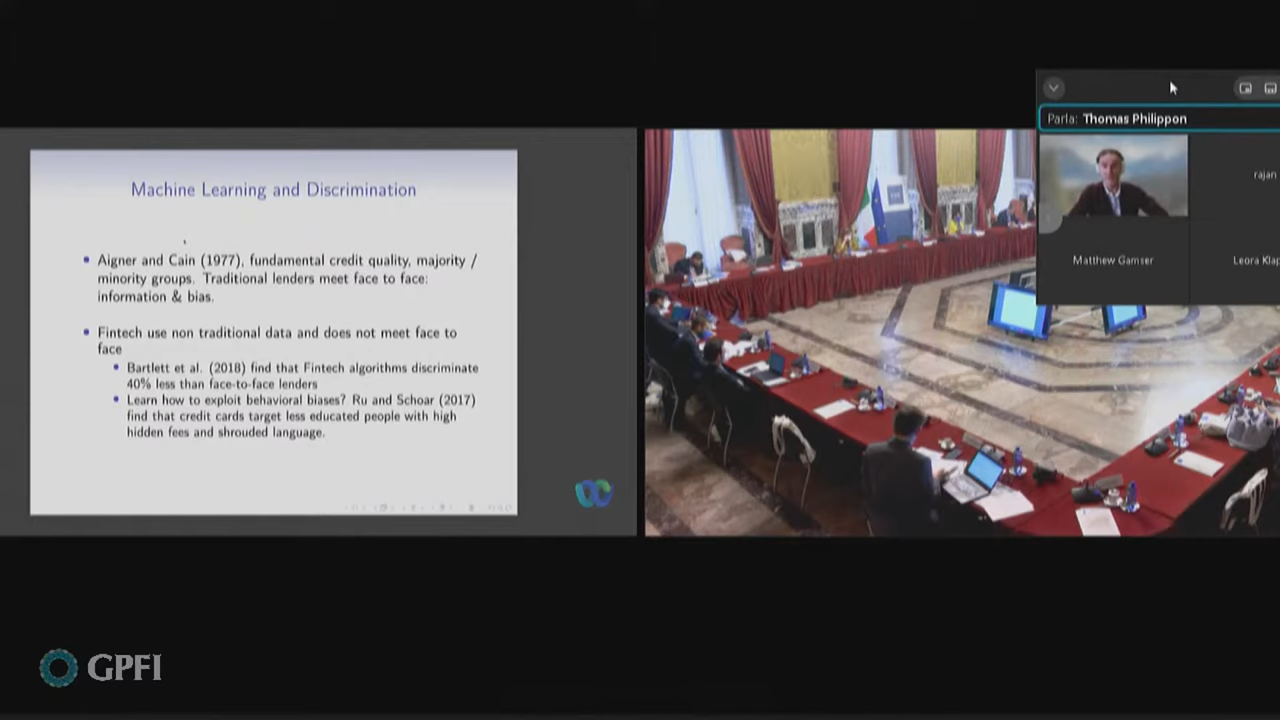 Machine Learning and Discrimination
Aigner and Cain (1977), fundamental credit quality, majority /
minority groups. Traditional lenders meet face to face:
information & bias.
Fintech use non traditional data and does not meet face to
face
Bartlett et al. (2018) find that Fintech algorithms discriminate
40% less than face-to-face lenders
Learn how to exploit behavioral biases? Ru and Schoar (2017)
find that credit cards target less educated people with high
hidden fees and shrouded language.
Parla: Thomas Philippon
rajan
Matthew Gamser
Leora Klap
GPFI